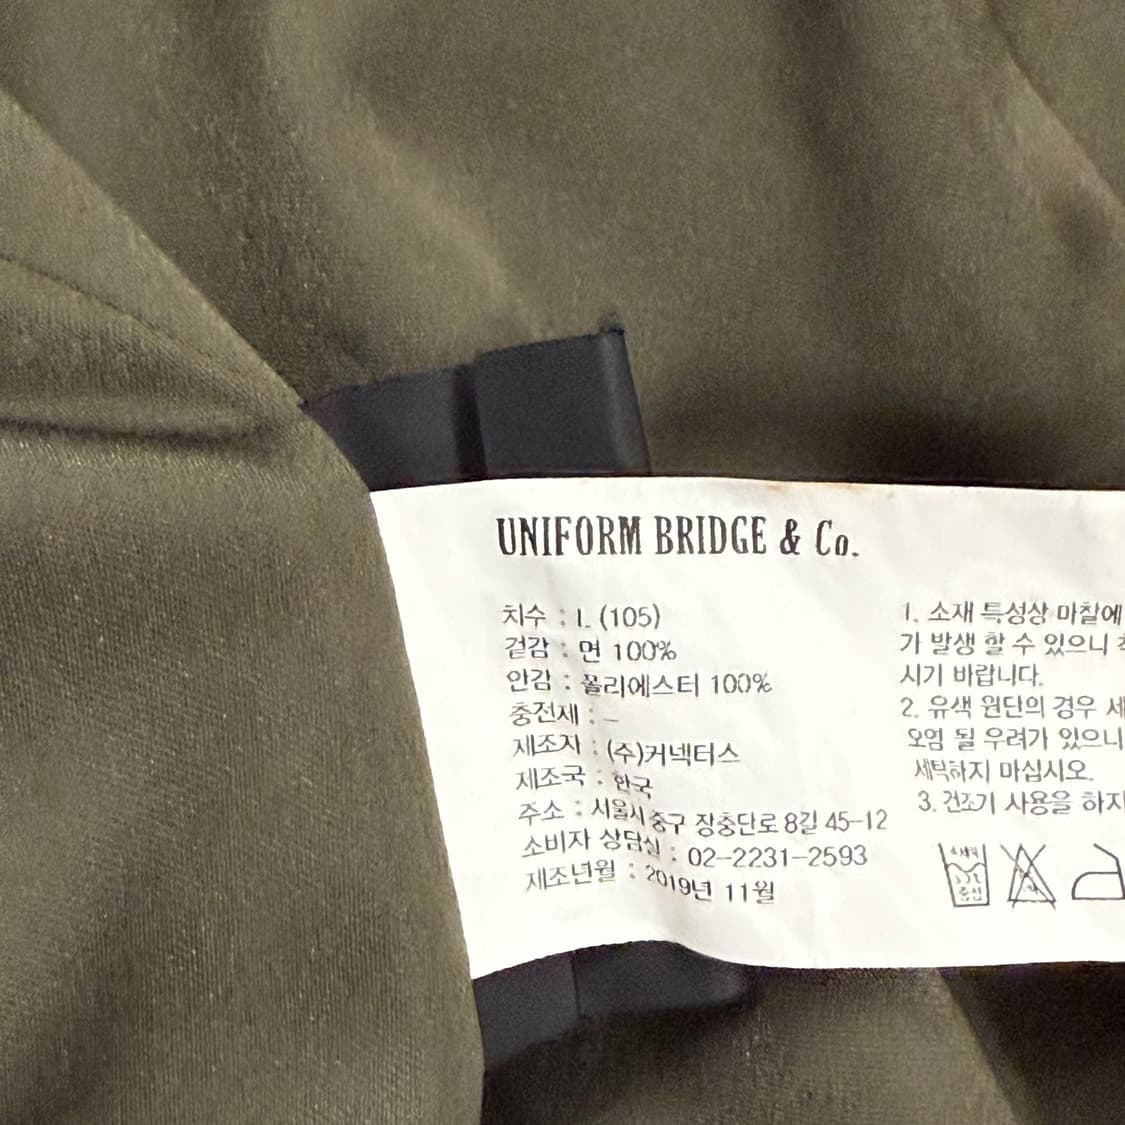 UNIFORM BRIDGE & Co.
치수 : L (105)
겉감 : 면 100%
안감 : 폴리에스터 100%
충전제 : –
제조자 : (주)커넥터스
제조국 : 한국
주소 : 서울시 중구 장충단로 8길 45-12
소비자 상담실 : 02-2231-2593
제조년월 : 2019년 11월
1. 소재 특성상 마찰에
가 발생 할 수 있으니
시기 바랍니다.
2. 유색 원단의 경우 세
오염 될 우려가 있으니
세탁하지 마십시오.
3. 건조기 사용을 하지
중성